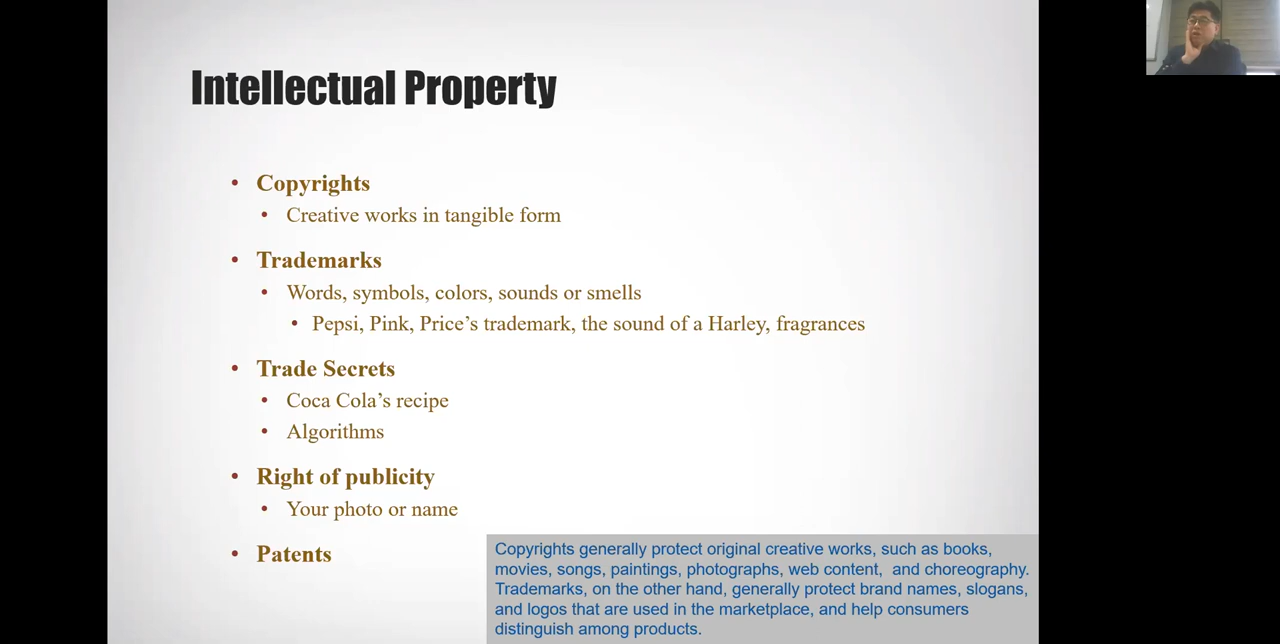 Intellectual Property
• Copyrights
• Creative works in tangible form
• Trademarks
• Words, symbols, colors, sounds or smells
• Pepsi, Pink, Price’s trademark, the sound of a Harley, fragrances
• Trade Secrets
• Coca Cola’s recipe
• Algorithms
• Right of publicity
• Your photo or name
• Patents
Copyrights generally protect original creative works, such as books,
movies, songs, paintings, photographs, web content,  and choreography.
Trademarks, on the other hand, generally protect brand names, slogans,
and logos that are used in the marketplace, and help consumers
distinguish among products.